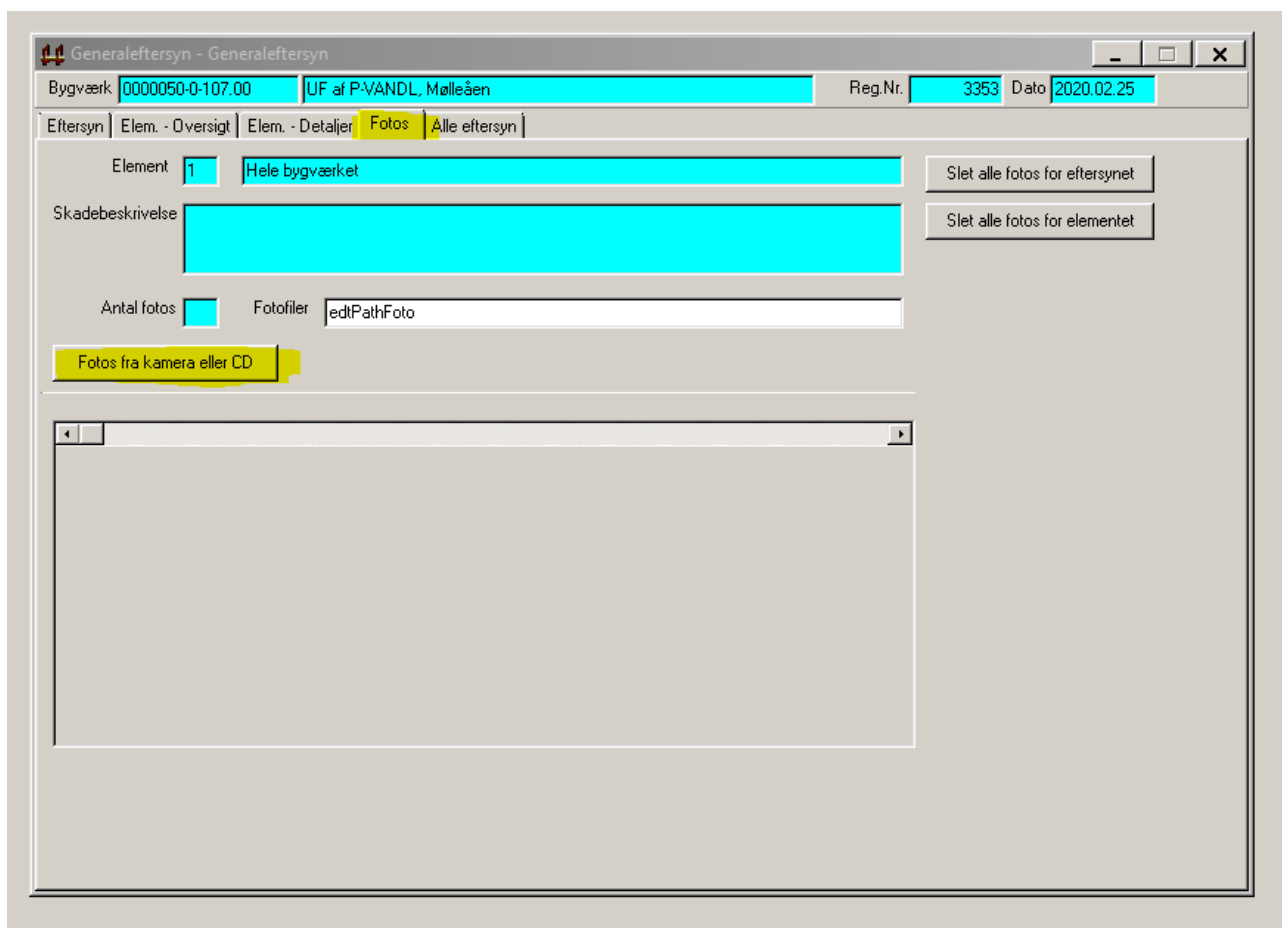 Generaleftersyn - Generaleftersyn
Bygværk 0000050-0-107.00 UF af P-VANDL, Mølleåen Reg.Nr. 3353 Dato 2020.02.25
Eftersyn Elem. - Oversigt Elem. - Detaljer Fotos Alle eftersyn
Element 1 Hele bygværket Slet alle fotos for eftersynet
Skadebeskrivelse Slet alle fotos for elementet
Antal fotos Fotofiler edtPathFoto
Fotos fra kamera eller CD